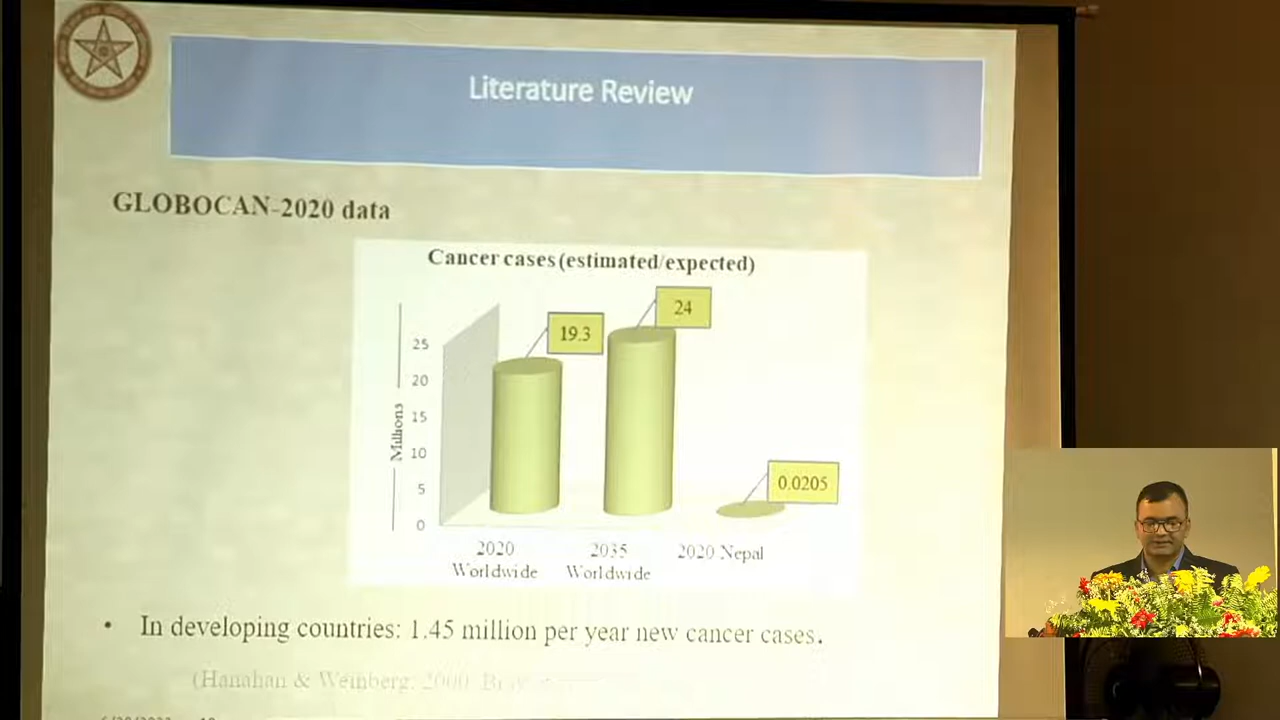 Literature Review
GLOBOCAN-2020 data
Cancer cases (estimated/expected)
Millions
25
20
15
10
5
0
19.3
24
0.0205
2020
Worldwide
2035
Worldwide
2020 Nepal
• In developing countries: 1.45 million per year new cancer cases.
(Hanahan & Weinberg, 2000,